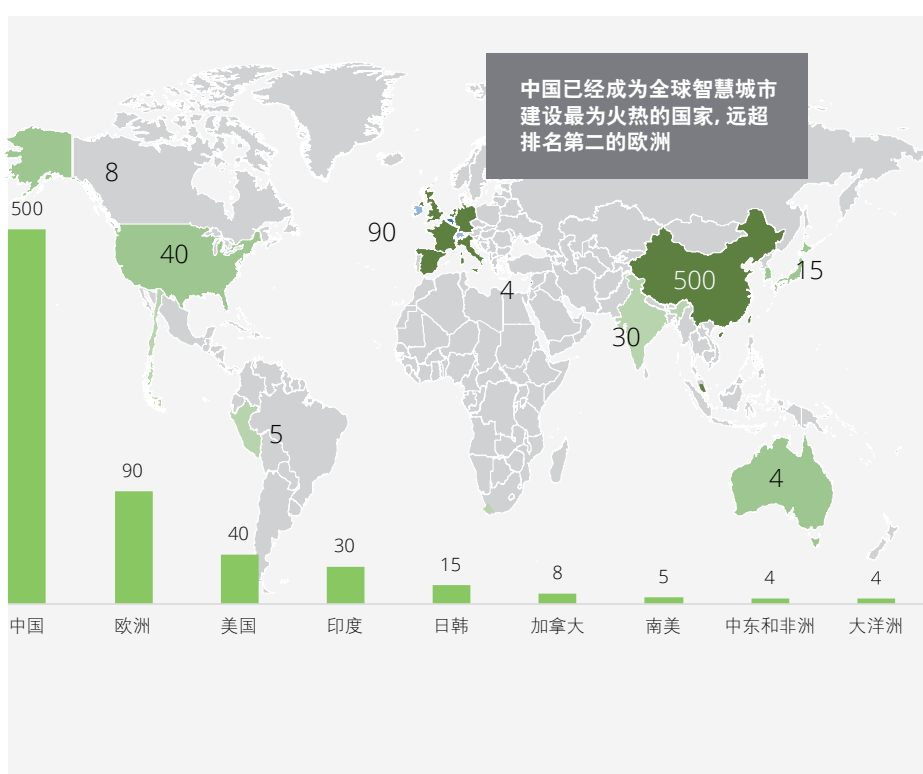 中国已经成为全球智慧城市
建设最为火热的国家, 远超
排名第二的欧洲
8
500
90
40
500
15
4
30
5
4
90
40
30
15
8
5
4
4
中国
欧洲
美国
印度
日韩
加拿大
南美
中东和非洲
大洋洲